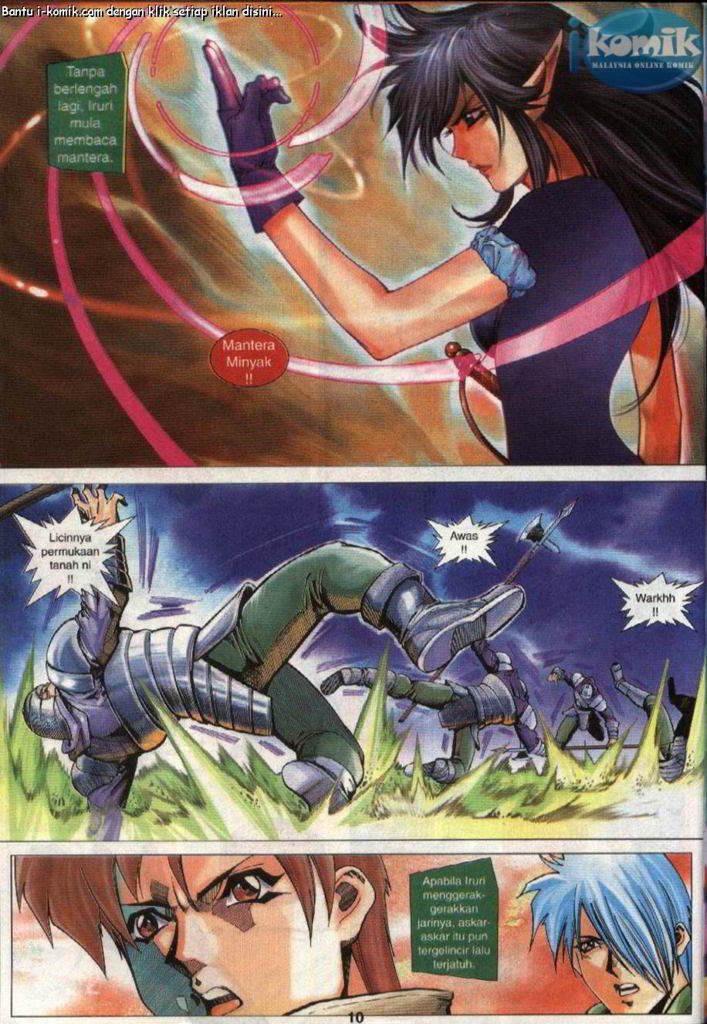 Bantu i-komik.com dengan klik setiap iklan disini...
i-komik
MALAYSIA ONLINE KOMIK
Tanpa
berlengah
lagi, Iruri
mula
membaca
mantera.
Mantera
Minyak
!!
Licinnya
permukaan
tanah ni
!!
Awas
!!
Warkhh
!!
Apabila Iruri
menggerak-
gerakkan
jarinya, askar-
askar itu pun
tergelincir lalu
terjatuh.
10